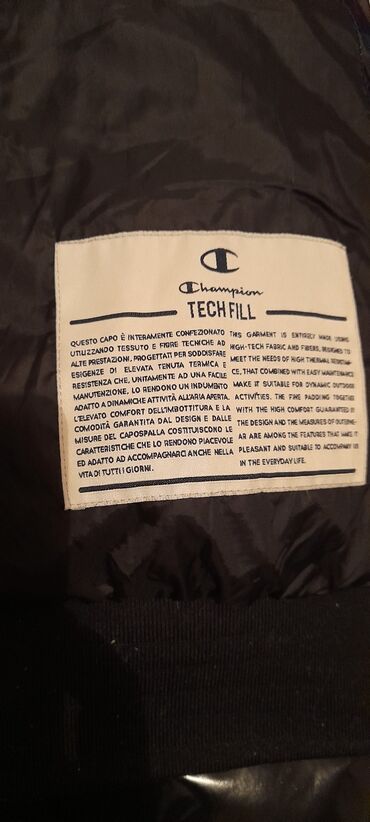 Champion
TECH FILL
QUESTO CAPO È INTERAMENTE CONFEZIONATO
UTILIZZANDO TESSUTO E FIBRE TECNICHE AD
ALTE PRESTAZIONI, PROGETTATI PER SODDISFARE
ESIGENZE DI ELEVATA TENUTA TERMICA E
RESISTENZA CHE, UNITAMENTE AD UNA FACILE
MANUTENZIONE, LO RENDONO UN INDUMENTO
ADATTO A DINAMICHE ATTIVITÀ ALL'ARIA APERTA.
L'ELEVATO COMFORT DELL'IMBOTTITURA E LA
COMODITÀ GARANTITA DAL DESIGN E DALLE
MISURE DEL CAPOSPALLA COSTITUISCONO LE
CARATTERISTICHE CHE LO RENDONO PIACEVOLE
ED ADATTO AD ACCOMPAGNARCI ANCHE NELLA
VITA DI TUTTI I GIORNI.
THIS GARMENT IS ENTIRELY MADE USING
HIGH-TECH FABRIC AND FIBERS, DESIGNED TO
MEET THE NEEDS OF HIGH THERMAL RESISTAN-
CE, THAT COMBINED WITH EASY MAINTENANCE
MAKE IT SUITABLE FOR DYNAMIC OUTDOOR
ACTIVITIES. THE FINE PADDING TOGETHER
WITH THE HIGH COMFORT GUARANTEED BY
THE DESIGN AND THE MEASURES OF OUTERWE-
AR ARE AMONG THE FEATURES THAT MAKE IT
PLEASANT AND SUITABLE TO ACCOMPANY US
IN THE EVERYDAY LIFE.